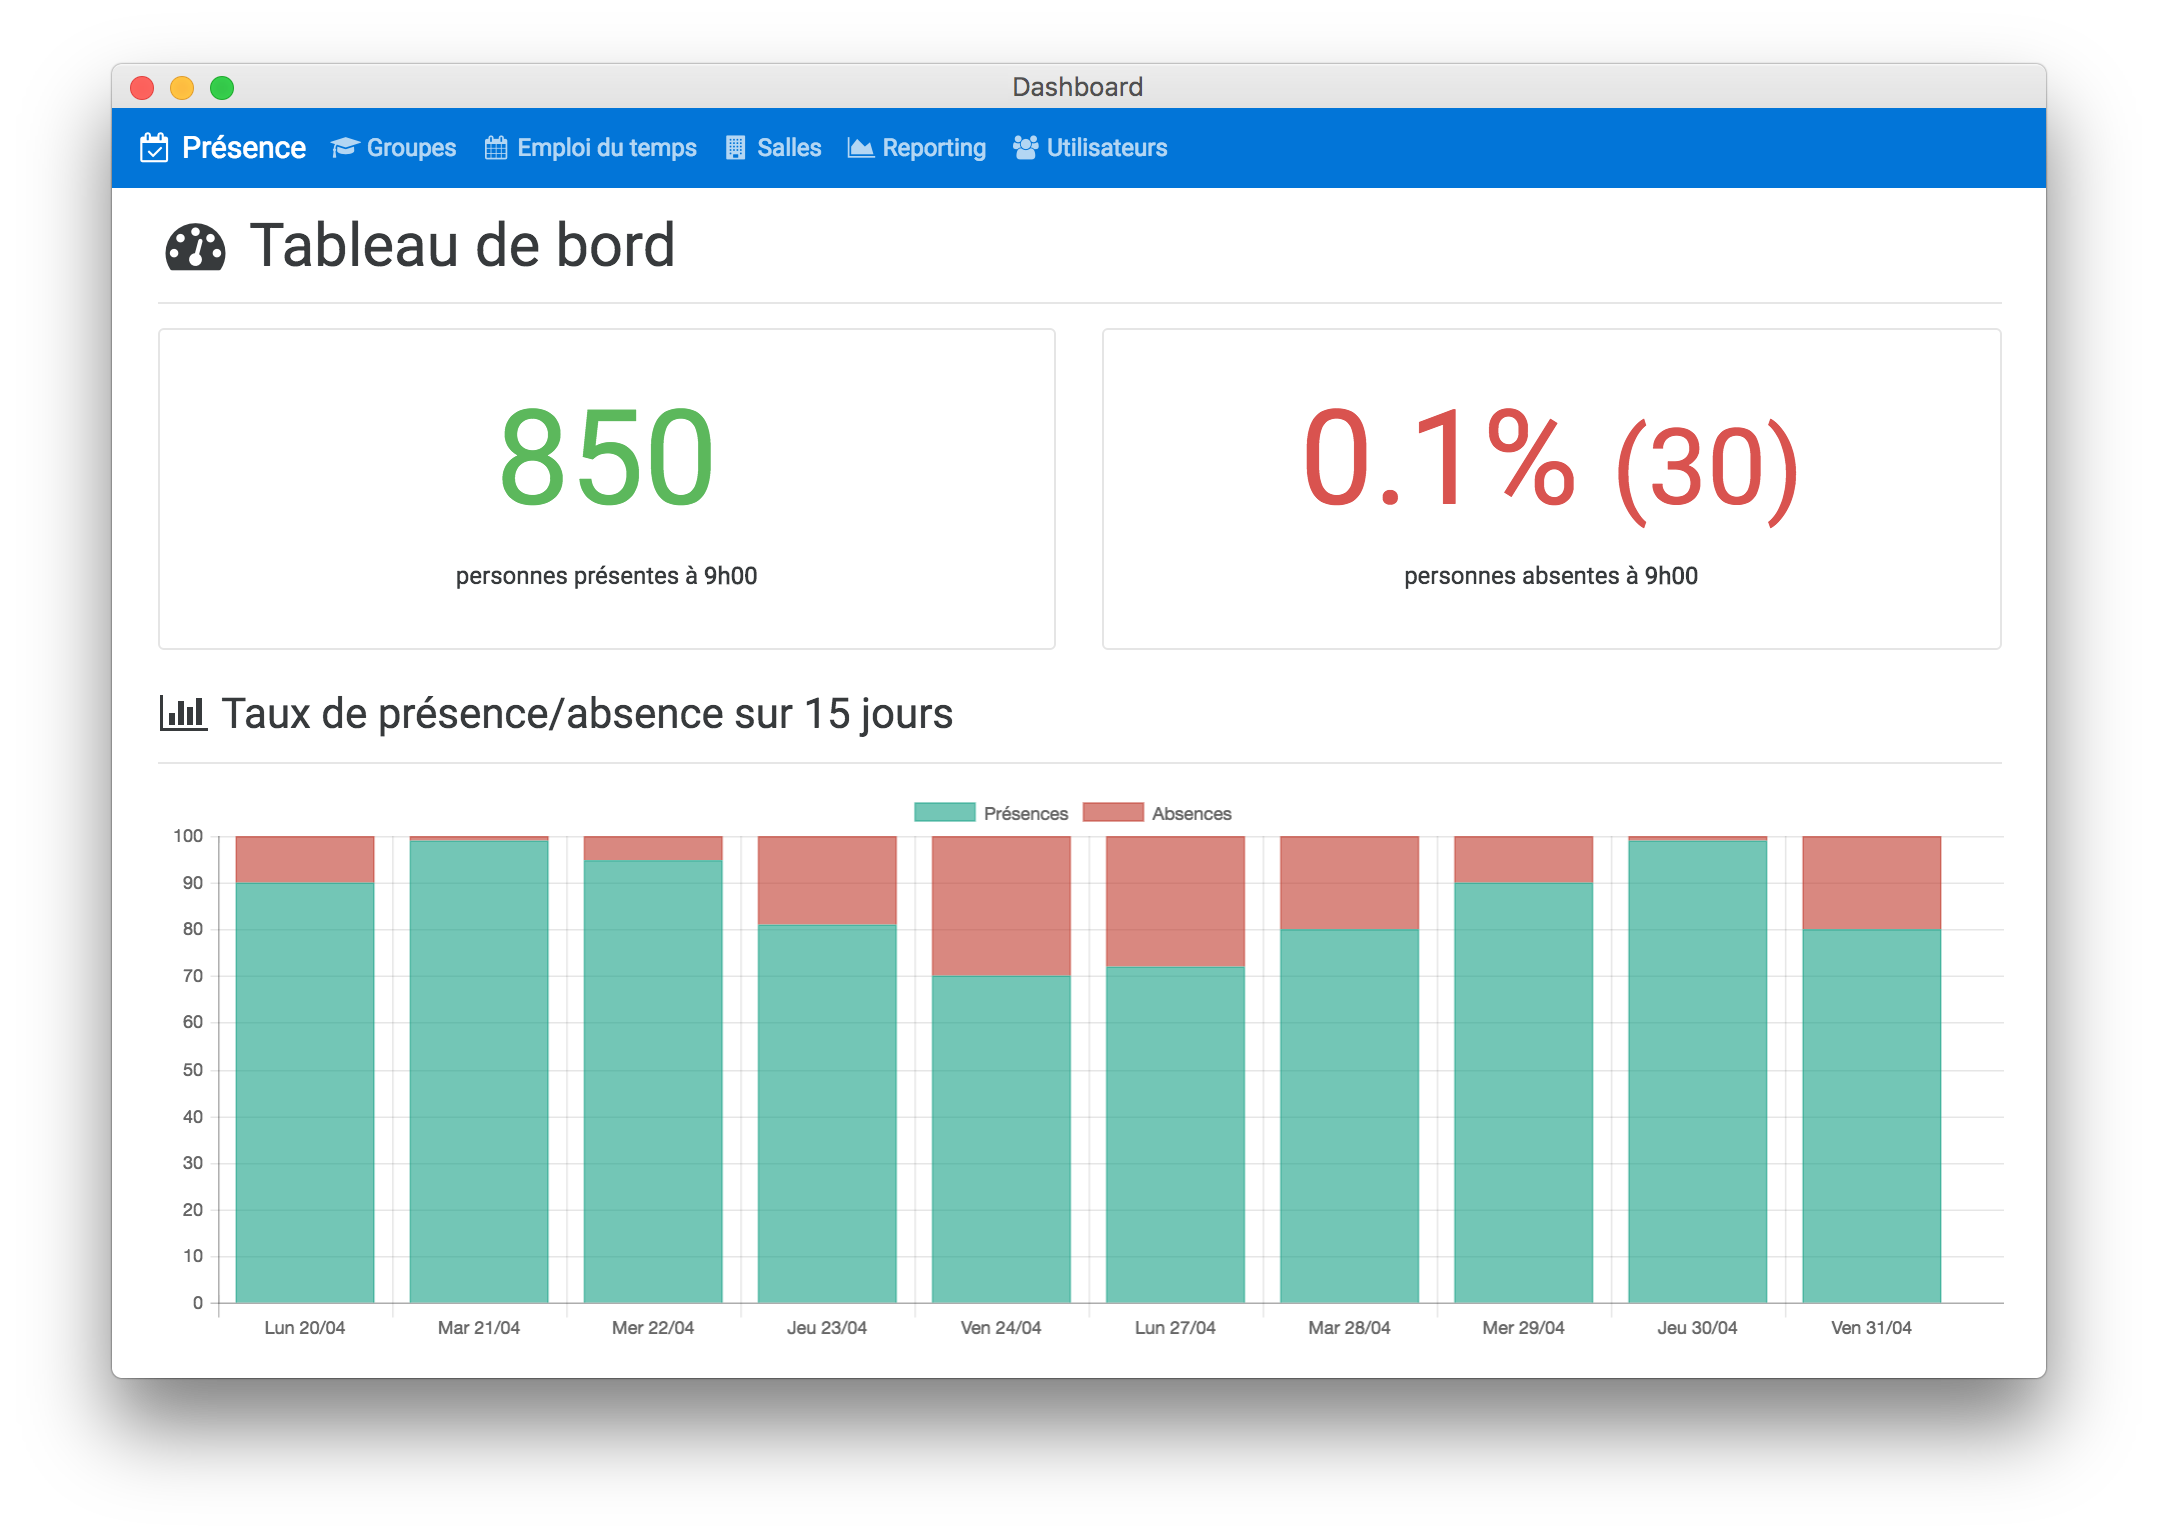 Dashboard
Présence Groupes Emploi du temps Salles Reporting Utilisateurs
Tableau de bord
850
personnes présentes à 9h00
0.1% (30)
personnes absentes à 9h00
Taux de présence/absence sur 15 jours
Présences Absences
100
90
80
70
60
50
40
30
20
10
0
Lun 20/04 Mar 21/04 Mer 22/04 Jeu 23/04 Ven 24/04 Lun 27/04 Mar 28/04 Mer 29/04 Jeu 30/04 Ven 31/04